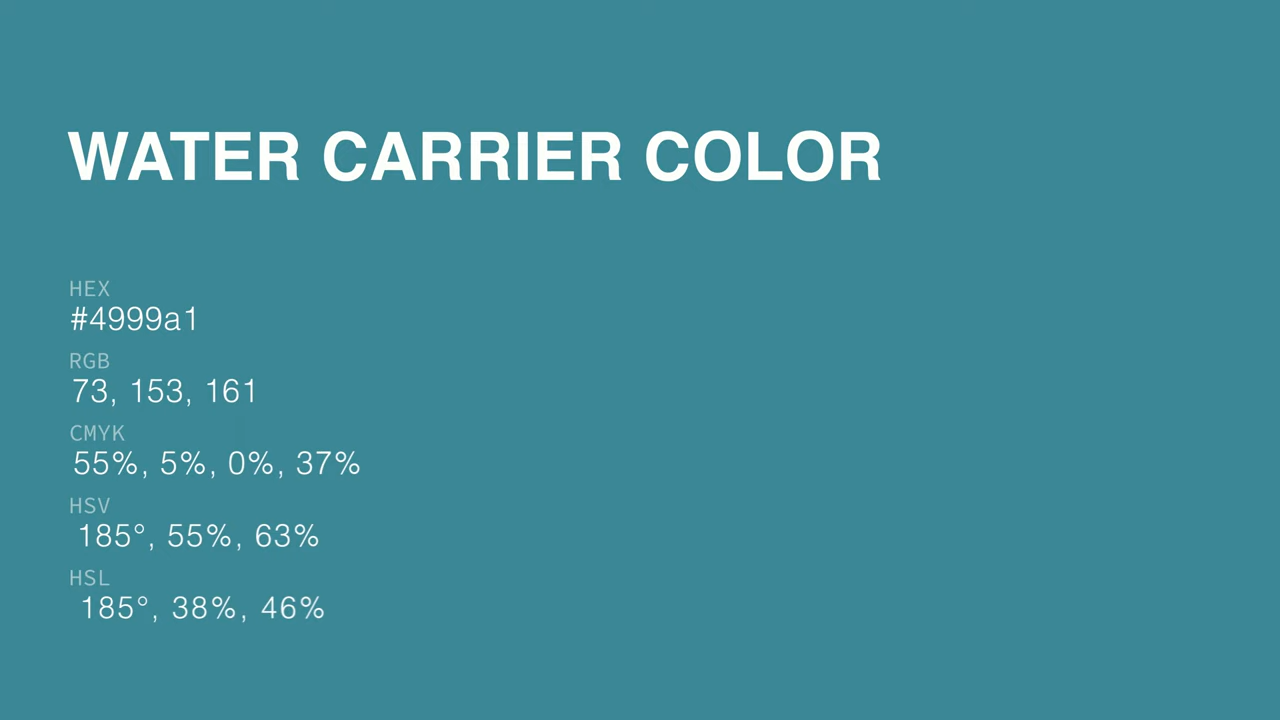 WATER CARRIER COLOR
HEX
#4999a1
RGB
73, 153, 161
CMYK
55%, 5%, 0%, 37%
HSV
185°, 55%, 63%
HSL
185°, 38%, 46%